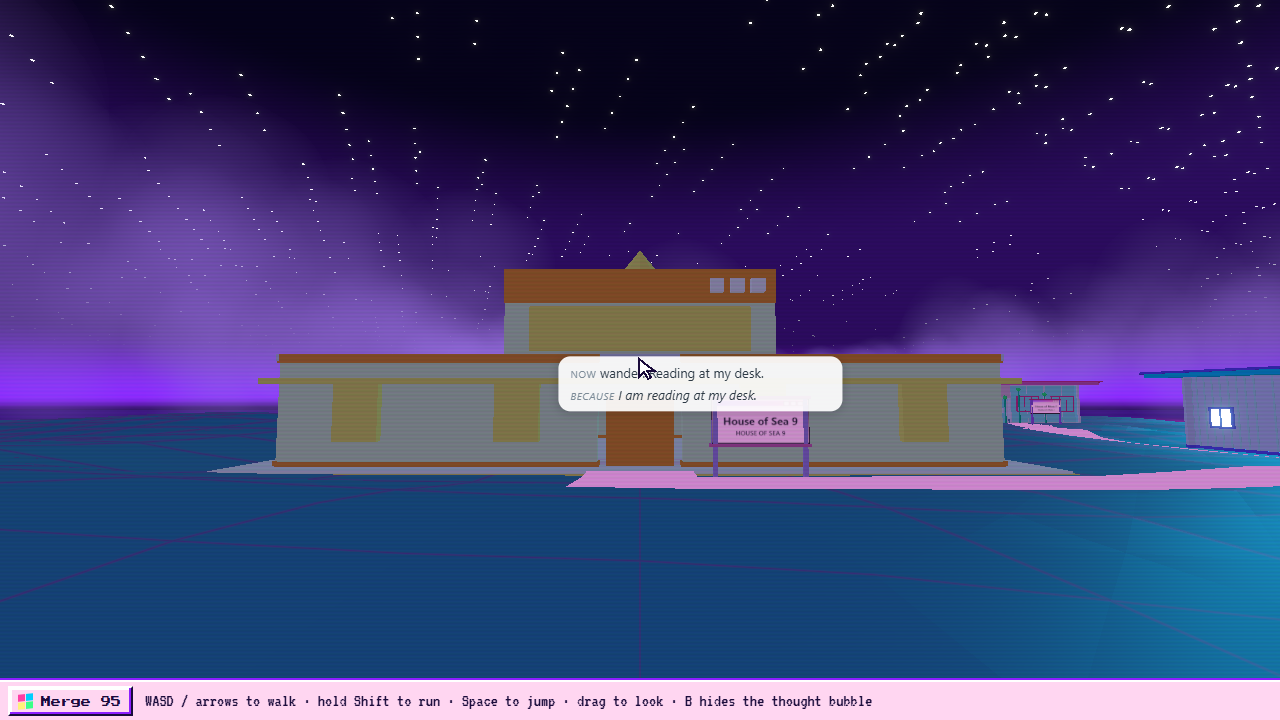 NOW wande reading at my desk.
BECAUSE I am reading at my desk.
House of Sea 9
HOUSE OF SEA 9
Merge 95
WASD / arrows to walk · hold Shift to run · Space to jump · drag to look · B hides the thought bubble